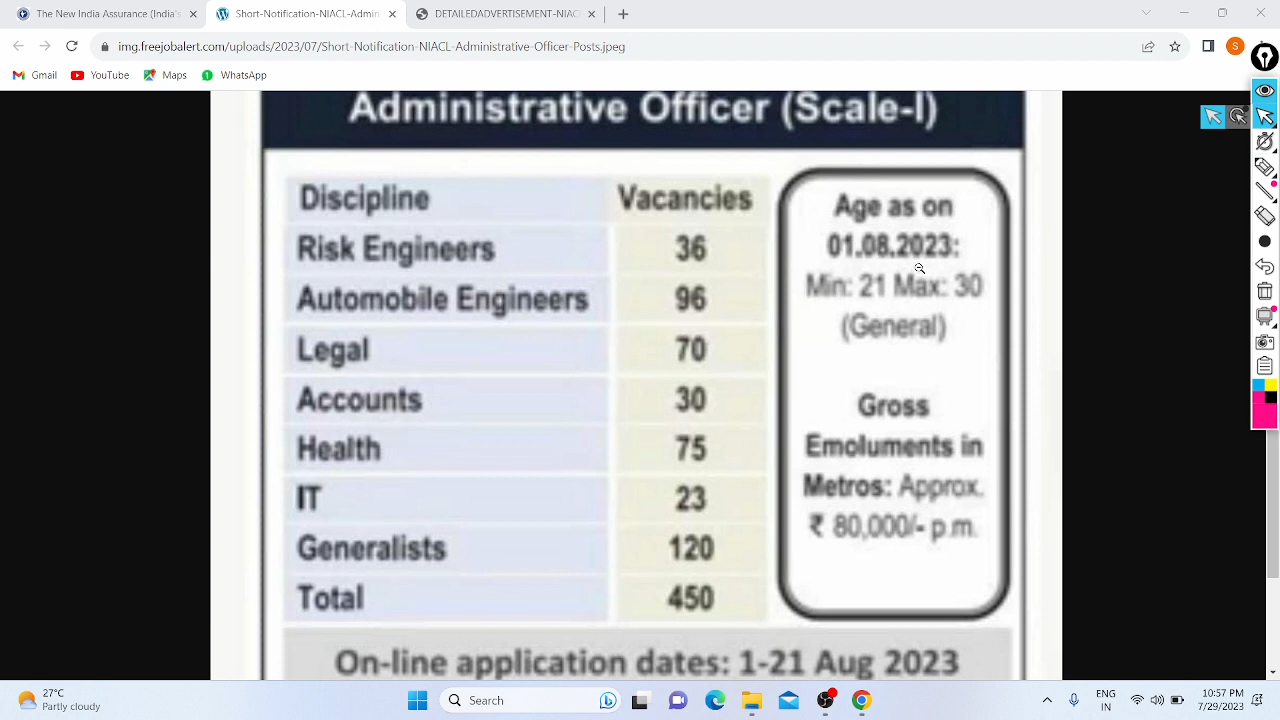 The New India Assurance (India's
Short-Notification-NIACL-Admin
DETAILEDADVERTISEMENT-NIAC
img.freejobalert.com/uploads/2023/07/Short-Notification-NIACL-Administrative-Officer-Posts.jpeg
S
Gmail
YouTube
Maps
WhatsApp
Administrative Officer (Scale-I)
Discipline Vacancies
Risk Engineers 36
Automobile Engineers 96
Legal 70
Accounts 30
Health 75
IT 23
Generalists 120
Total 450
Age as on
01.08.2023:
Min: 21 Max: 30
(General)
Gross
Emoluments in
Metros: Approx.
₹ 80,000/- p.m.
On-line application dates: 1-21 Aug 2023
27°C
Partly cloudy
Search
ENG
IN
10:57 PM
7/29/2023